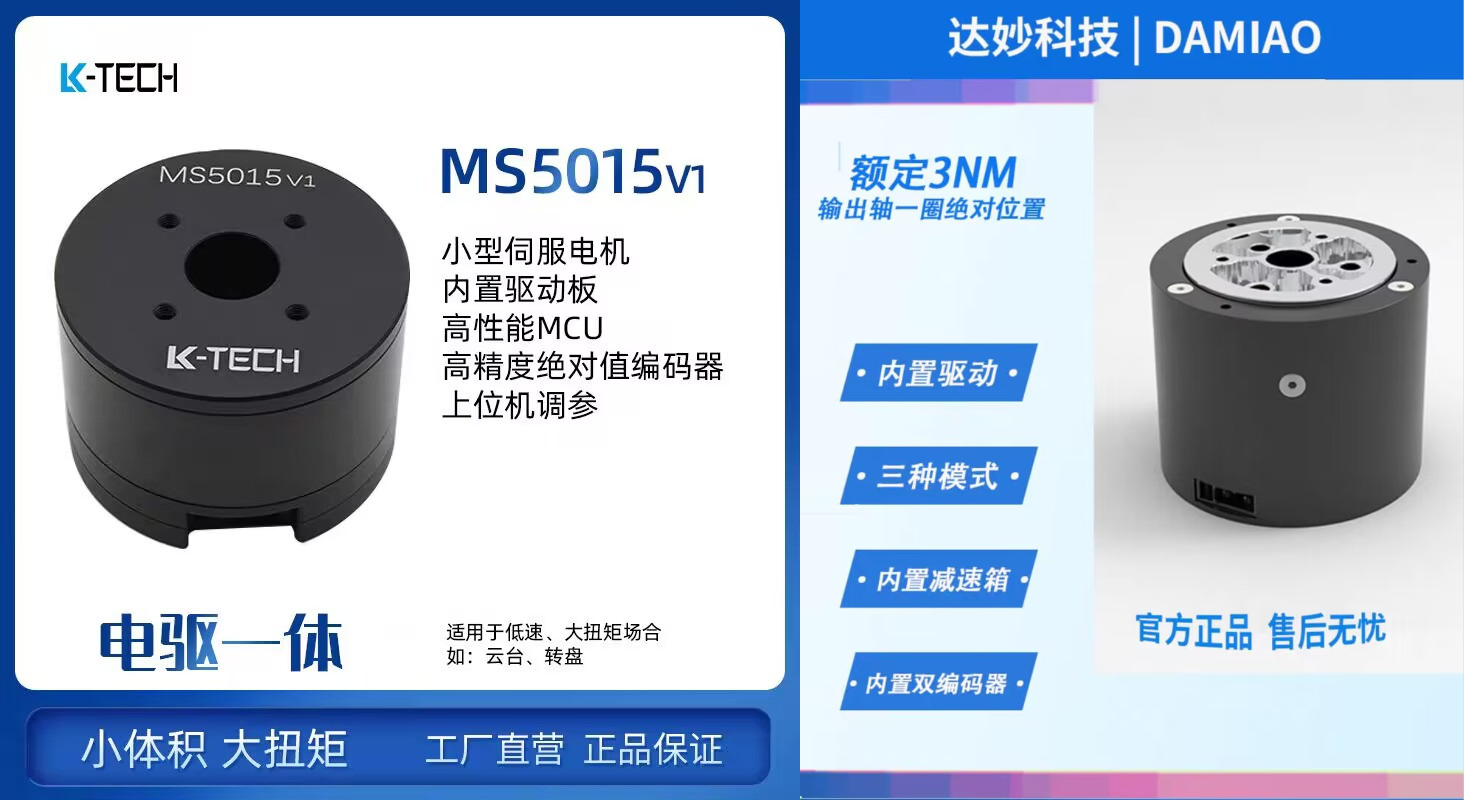 K-TECH
MS5015V1
K-TECH
MS5015V1
小型伺服电机
内置驱动板
高性能MCU
高精度绝对值编码器
上位机调参
电驱一体
适用于低速、大扭矩场合
如：云台、转盘
小体积 大扭矩
工厂直营 正品保证
达妙科技 | DAMIAO
额定3NM
输出轴一圈绝对位置
• 内置驱动 •
• 三种模式 •
• 内置减速箱 •
• 内置双编码器 •
官方正品 售后无忧